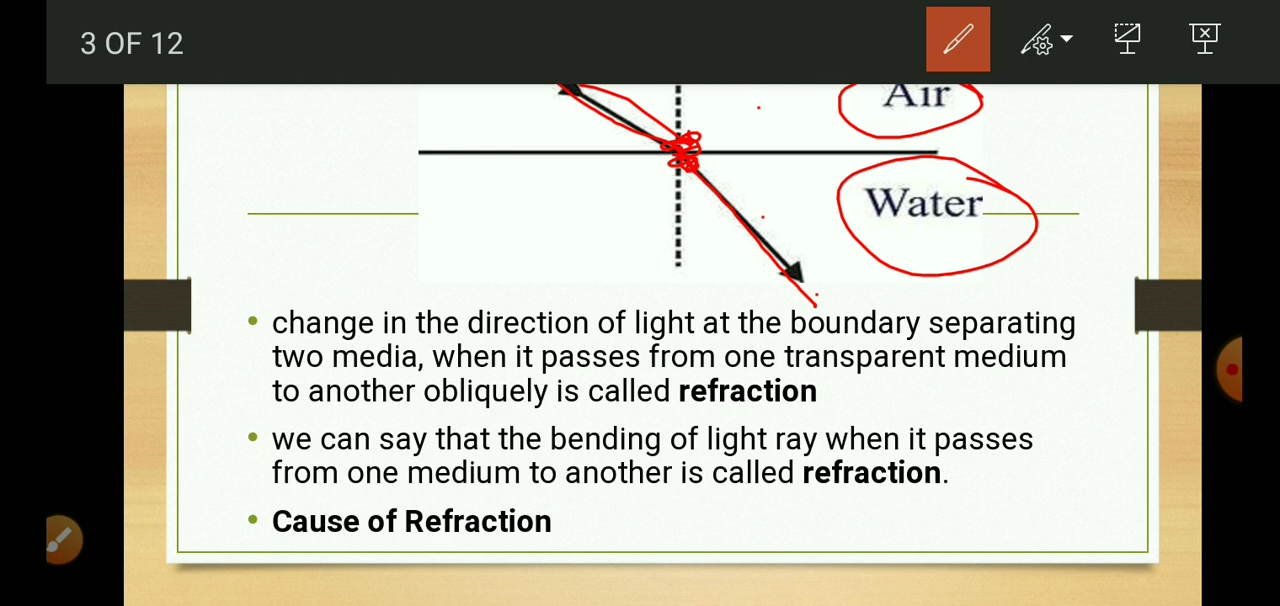 3 OF 12
Air
Water
change in the direction of light at the boundary separating
two media, when it passes from one transparent medium
to another obliquely is called refraction
we can say that the bending of light ray when it passes
from one medium to another is called refraction.
Cause of Refraction